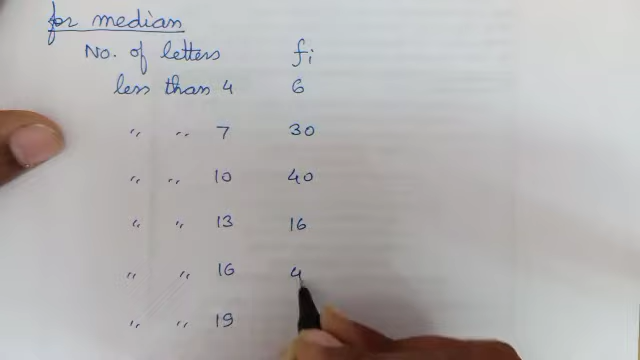 for median
No. of letters fi
less than 4 6
" " 7 30
" " 10 40
" " 13 16
" " 16 4
" " 19